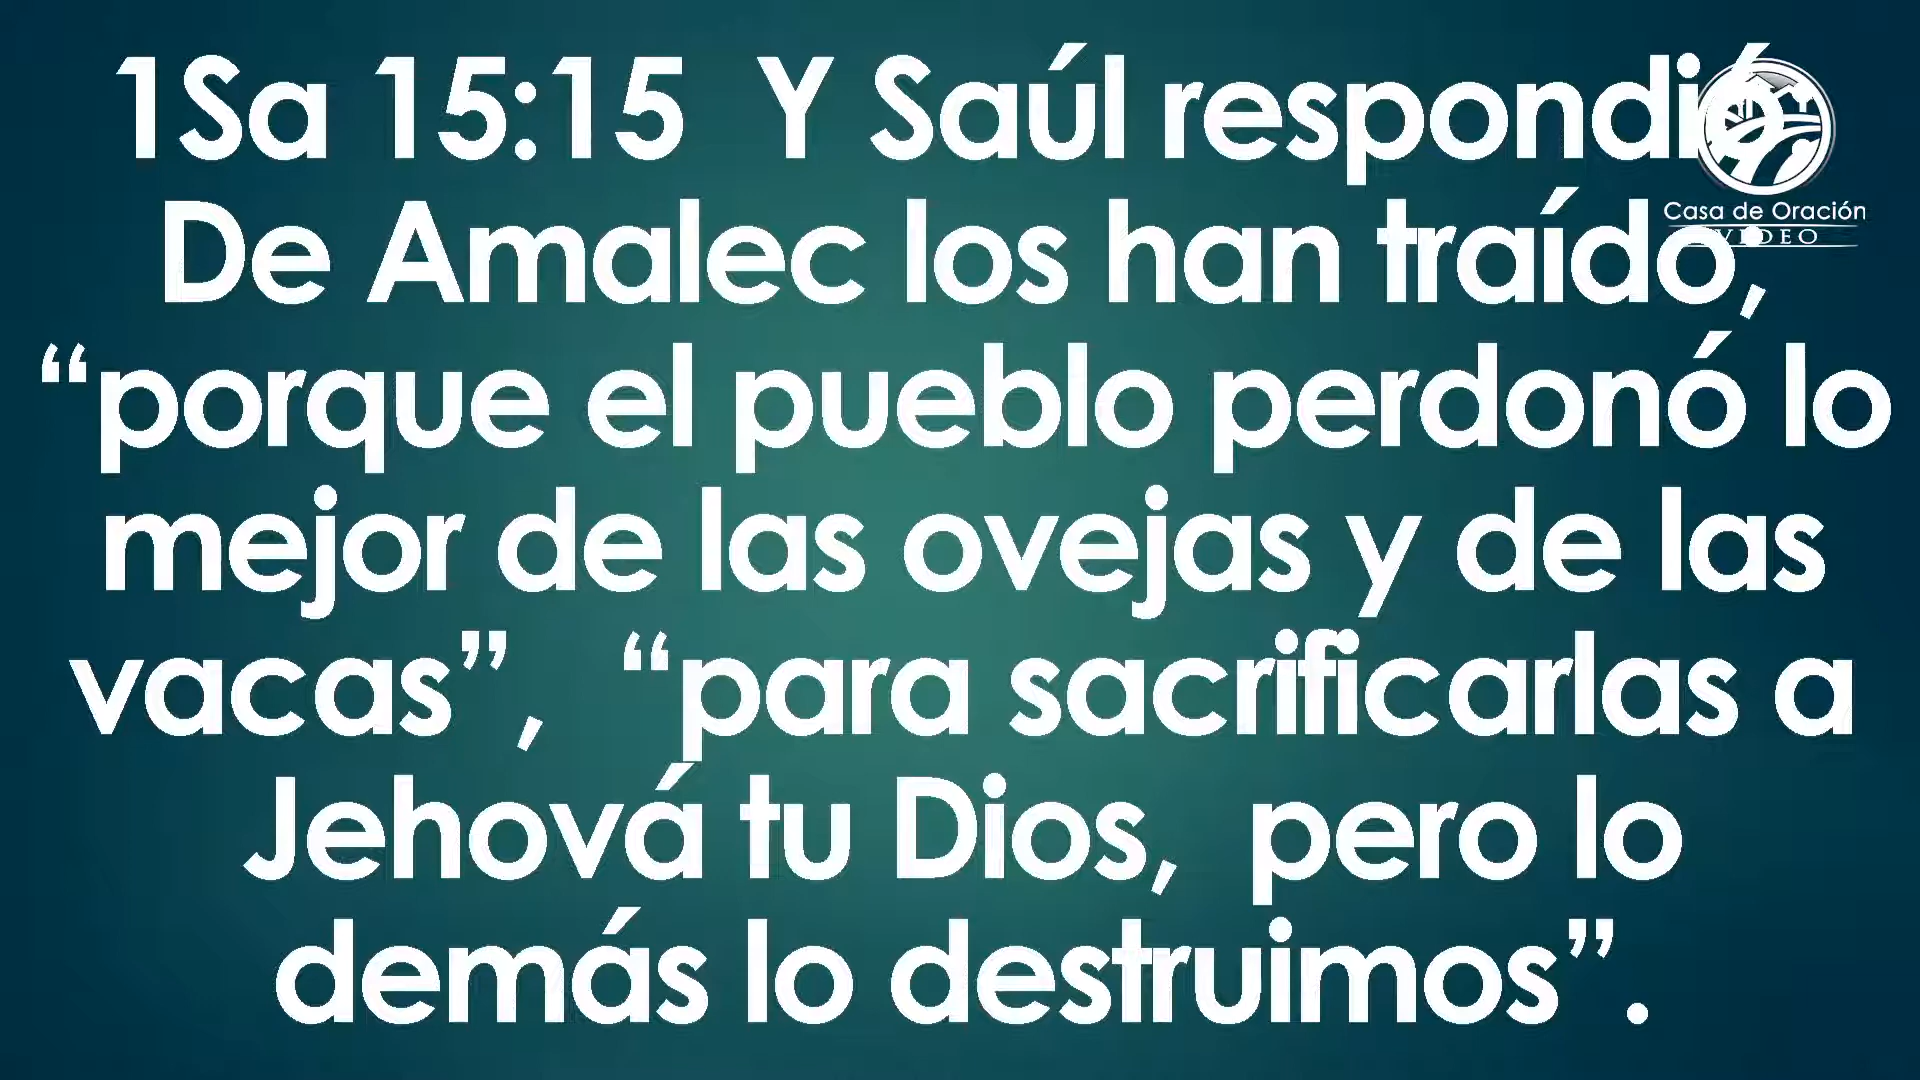 1Sa 15:15 Y Saúl respondió
De Amalec los han traído;
“porque el pueblo perdonó lo
mejor de las ovejas y de las
vacas”, “para sacrificarlas a
Jehová tu Dios, pero lo
demás lo destruimos”.
Casa de Oración
VIDEO